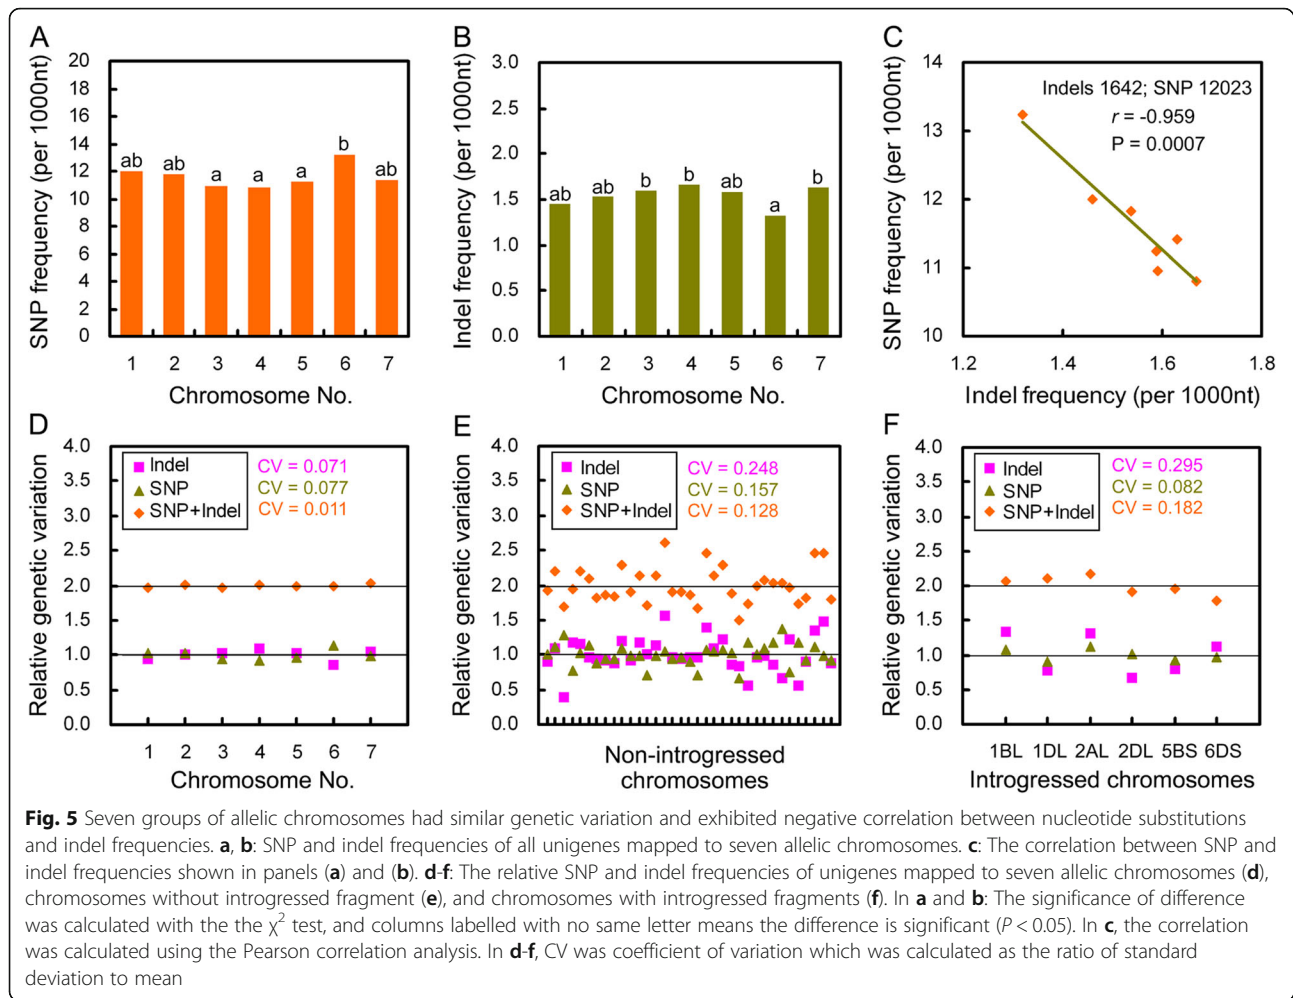 A
SNP frequency (per 1000nt)
20
18
16
14
12
10
8
6
4
2
0
ab
ab
a
a
a
b
ab
1 2 3 4 5 6 7
Chromosome No.
B
Indel frequency (per 1000nt)
3.0
2.5
2.0
1.5
1.0
0.5
0.0
ab
ab
b
b
ab
a
b
1 2 3 4 5 6 7
Chromosome No.
C
SNP frequency (per 1000nt)
14
13
12
11
10
Indels 1642; SNP 12023
r = -0.959
P = 0.0007
1.2 1.4 1.6 1.8
Indel frequency (per 1000nt)
D
Relative genetic variation
4.0
3.5
3.0
2.5
2.0
1.5
1.0
0.5
0.0
Indel CV = 0.071
SNP CV = 0.077
SNP+Indel CV = 0.011
1 2 3 4 5 6 7
Chromosome No.
E
Relative genetic variation
4.0
3.5
3.0
2.5
2.0
1.5
1.0
0.5
0.0
Indel CV = 0.248
SNP CV = 0.157
SNP+Indel CV = 0.128
Non-introgressed
chromosomes
F
Relative genetic variation
4.0
3.5
3.0
2.5
2.0
1.5
1.0
0.5
0.0
Indel CV = 0.295
SNP CV = 0.082
SNP+Indel CV = 0.182
1BL 1DL 2AL 2DL 5BS 6DS
Introgressed chromosomes
Fig. 5 Seven groups of allelic chromosomes had similar genetic variation and exhibited negative correlation between nucleotide substitutions
and indel frequencies. a, b: SNP and indel frequencies of all unigenes mapped to seven allelic chromosomes. c: The correlation between SNP and
indel frequencies shown in panels (a) and (b). d-f: The relative SNP and indel frequencies of unigenes mapped to seven allelic chromosomes (d),
chromosomes without introgressed fragment (e), and chromosomes with introgressed fragments (f). In a and b: The significance of difference
was calculated with the the χ² test, and columns labelled with no same letter means the difference is significant (P < 0.05). In c, the correlation
was calculated using the Pearson correlation analysis. In d-f, CV was coefficient of variation which was calculated as the ratio of standard
deviation to mean